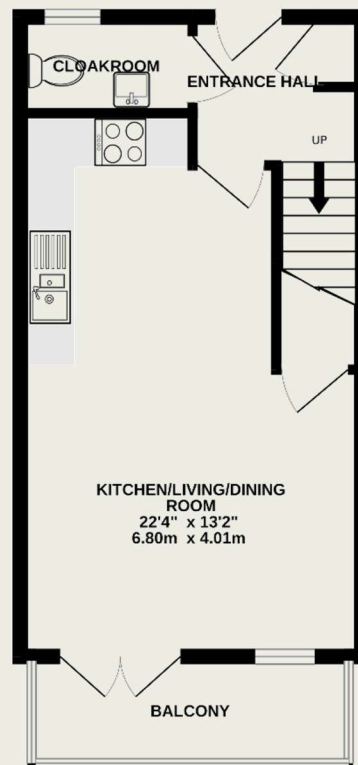 CLOAKROOM
ENTRANCE HALL
UP
KITCHEN/LIVING/DINING
ROOM
22'4" x 13'2"
6.80m x 4.01m
BALCONY